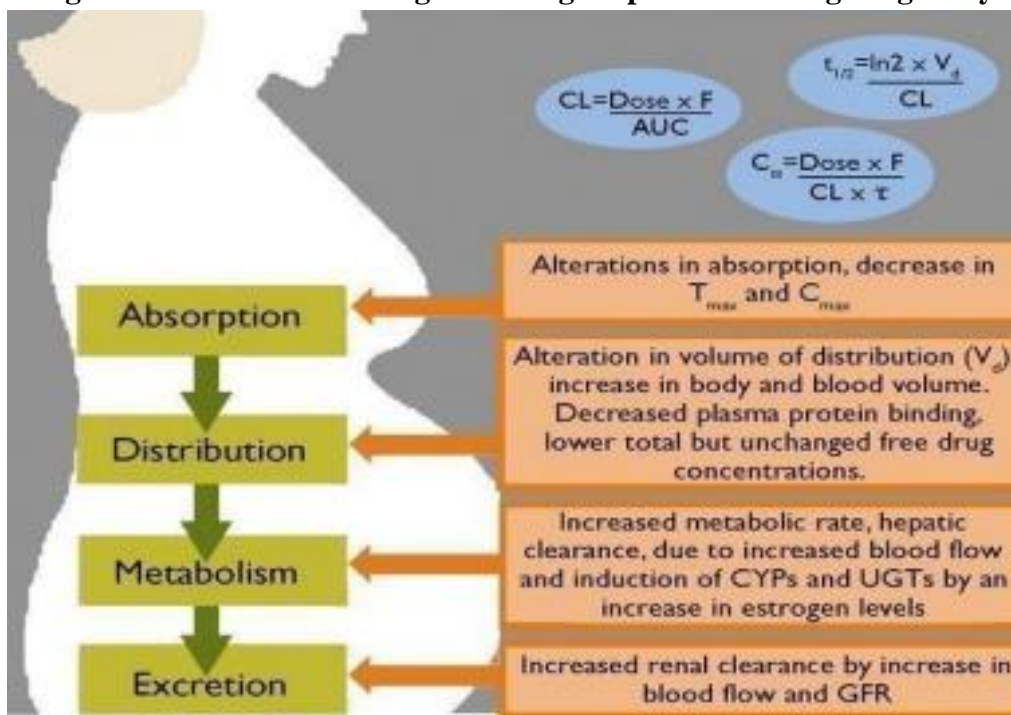 CL=Dose x F
AUC
t1/2=ln2 x Vd
CL
Css=Dose x F
CL x τ
Absorption
Alterations in absorption, decrease in
Tmax and Cmax
Distribution
Alteration in volume of distribution (Vd)
increase in body and blood volume.
Decreased plasma protein binding,
lower total but unchanged free drug
concentrations.
Metabolism
Increased metabolic rate, hepatic
clearance, due to increased blood flow
and induction of CYPs and UGTs by an
increase in estrogen levels
Excretion
Increased renal clearance by increase in
blood flow and GFR